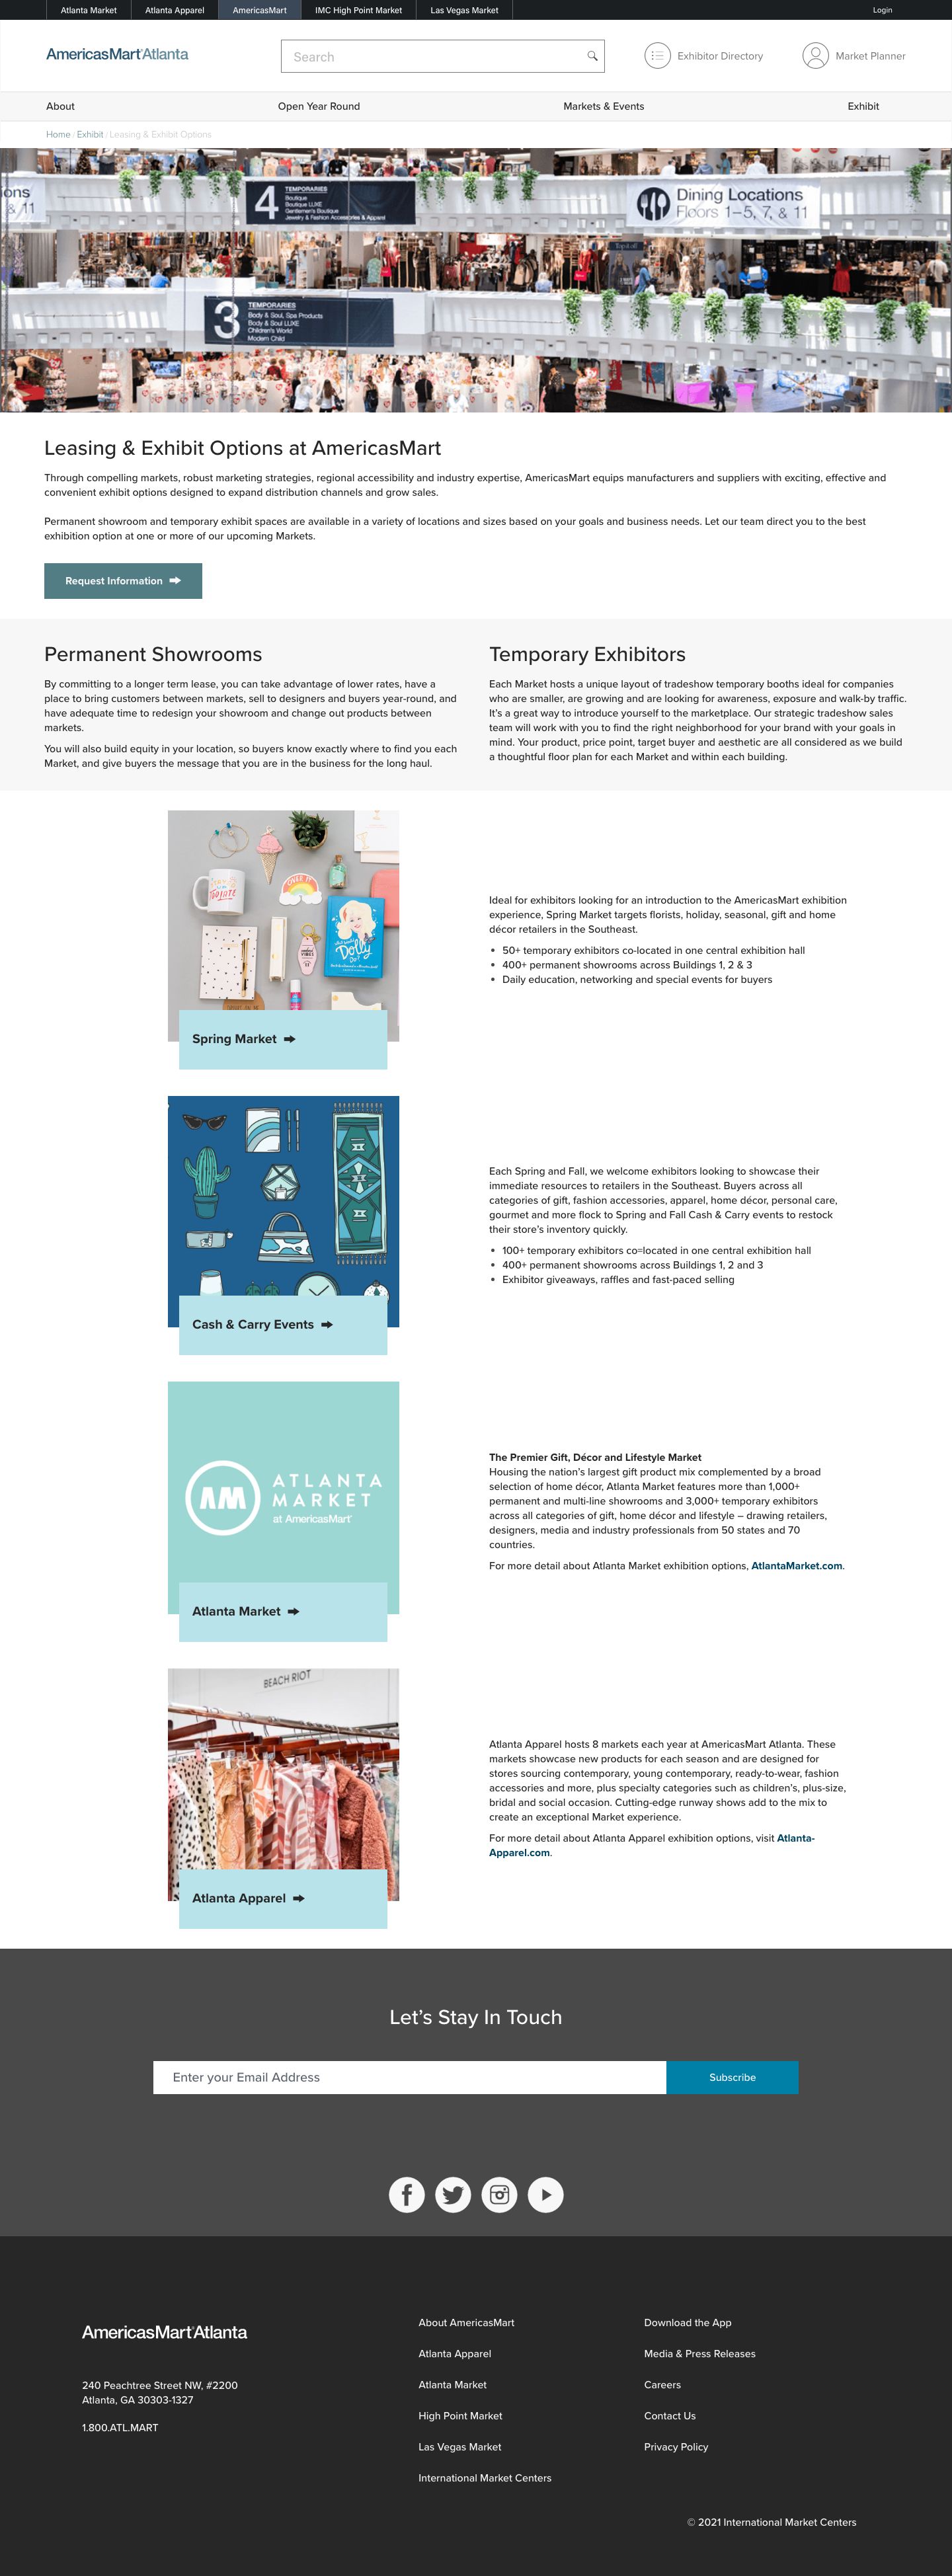 Atlanta Market
Atlanta Apparel
AmericasMart
IMC High Point Market
Las Vegas Market
Login
AmericasMart Atlanta
Search
Exhibitor Directory
Market Planner
About
Open Year Round
Markets & Events
Exhibit
Home / Exhibit / Leasing & Exhibit Options
ions
& 11
4 TEMPORARIES
Boutique
Boutique LUXE
Gentlemen's Boutique
Jewelry & Fashion Accessories & Apparel
Dining Locations
Floors 1–5, 7, & 11
3 TEMPORARIES
Body & Soul, Spa Products
Body & Soul LUXE
Children's World
Modern Child
Leasing & Exhibit Options at AmericasMart
Through compelling markets, robust marketing strategies, regional accessibility and industry expertise, AmericasMart equips manufacturers and suppliers with exciting, effective and
convenient exhibit options designed to expand distribution channels and grow sales.
Permanent showroom and temporary exhibit spaces are available in a variety of locations and sizes based on your goals and business needs. Let our team direct you to the best
exhibition option at one or more of our upcoming Markets.
Request Information
Permanent Showrooms
By committing to a longer term lease, you can take advantage of lower rates, have a
place to bring customers between markets, sell to designers and buyers year-round, and
have adequate time to redesign your showroom and change out products between
markets.
You will also build equity in your location, so buyers know exactly where to find you each
Market, and give buyers the message that you are in the business for the long haul.
Temporary Exhibitors
Each Market hosts a unique layout of tradeshow temporary booths ideal for companies
who are smaller, are growing and are looking for awareness, exposure and walk-by traffic.
It's a great way to introduce yourself to the marketplace. Our strategic tradeshow sales
team will work with you to find the right neighborhood for your brand with your goals in
mind. Your product, price point, target buyer and aesthetic are all considered as we build
a thoughtful floor plan for each Market and within each building.
OVER IT
Dolly
Do?
Spring Market
Ideal for exhibitors looking for an introduction to the AmericasMart exhibition
experience, Spring Market targets florists, holiday, seasonal, gift and home
décor retailers in the Southeast.
• 50+ temporary exhibitors co-located in one central exhibition hall
• 400+ permanent showrooms across Buildings 1, 2 & 3
• Daily education, networking and special events for buyers
Cash & Carry Events
Each Spring and Fall, we welcome exhibitors looking to showcase their
immediate resources to retailers in the Southeast. Buyers across all
categories of gift, fashion accessories, apparel, home décor, personal care,
gourmet and more flock to Spring and Fall Cash & Carry events to restock
their store's inventory quickly.
• 100+ temporary exhibitors co=located in one central exhibition hall
• 400+ permanent showrooms across Buildings 1, 2 and 3
• Exhibitor giveaways, raffles and fast-paced selling
AM ATLANTA
MARKET
at AmericasMart
Atlanta Market
The Premier Gift, Décor and Lifestyle Market
Housing the nation's largest gift product mix complemented by a broad
selection of home décor, Atlanta Market features more than 1,000+
permanent and multi-line showrooms and 3,000+ temporary exhibitors
across all categories of gift, home décor and lifestyle – drawing retailers,
designers, media and industry professionals from 50 states and 70
countries.
For more detail about Atlanta Market exhibition options, AtlantaMarket.com.
BEACH RIOT
Atlanta Apparel
Atlanta Apparel hosts 8 markets each year at AmericasMart Atlanta. These
markets showcase new products for each season and are designed for
stores sourcing contemporary, young contemporary, ready-to-wear, fashion
accessories and more, plus specialty categories such as children's, plus-size,
bridal and social occasion. Cutting-edge runway shows add to the mix to
create an exceptional Market experience.
For more detail about Atlanta Apparel exhibition options, visit Atlanta-
Apparel.com.
Let's Stay In Touch
Enter your Email Address
Subscribe
AmericasMart Atlanta
240 Peachtree Street NW, #2200
Atlanta, GA 30303-1327
1.800.ATL.MART
About AmericasMart
Atlanta Apparel
Atlanta Market
High Point Market
Las Vegas Market
International Market Centers
Download the App
Media & Press Releases
Careers
Contact Us
Privacy Policy
© 2021 International Market Centers